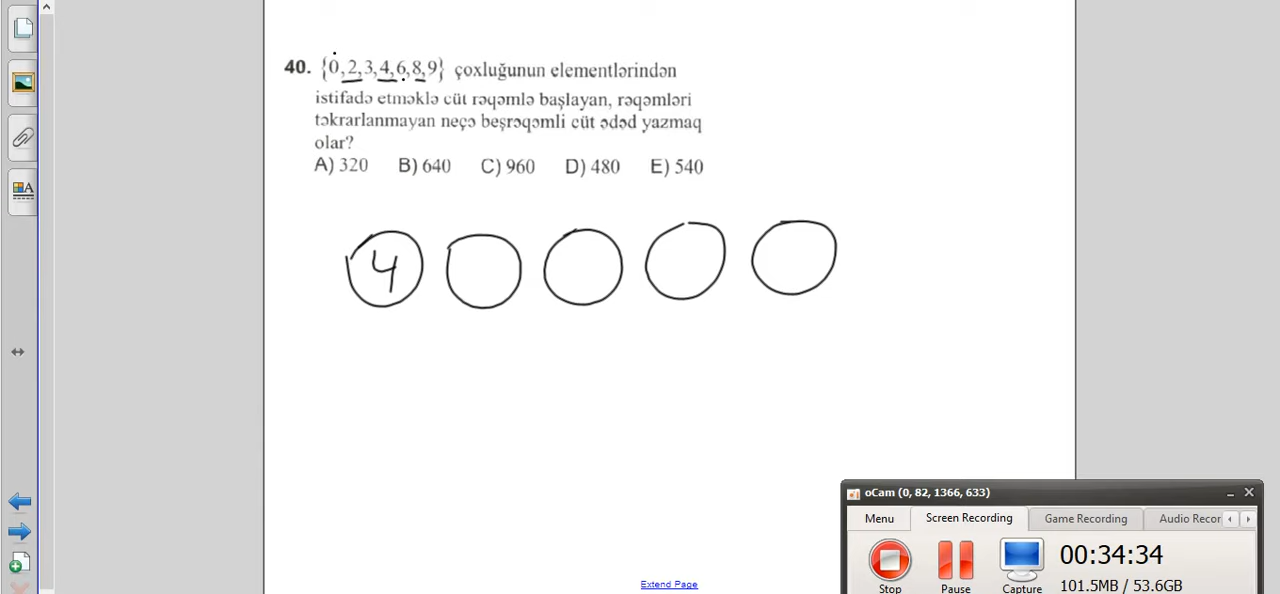 40. {0,2,3,4,6,8,9} çoxluğunun elementlərindən
istifadə etməklə cüt rəqəmlə başlayan, rəqəmləri
təkrarlanmayan neçə beşrəqəmli cüt ədəd yazmaq
olar?
A) 320 B) 640 C) 960 D) 480 E) 540
4
oCam (0, 82, 1366, 633)
Menu Screen Recording Game Recording Audio Recor
00:34:34
101.5MB / 53.6GB
Stop Pause Capture
Extend Page